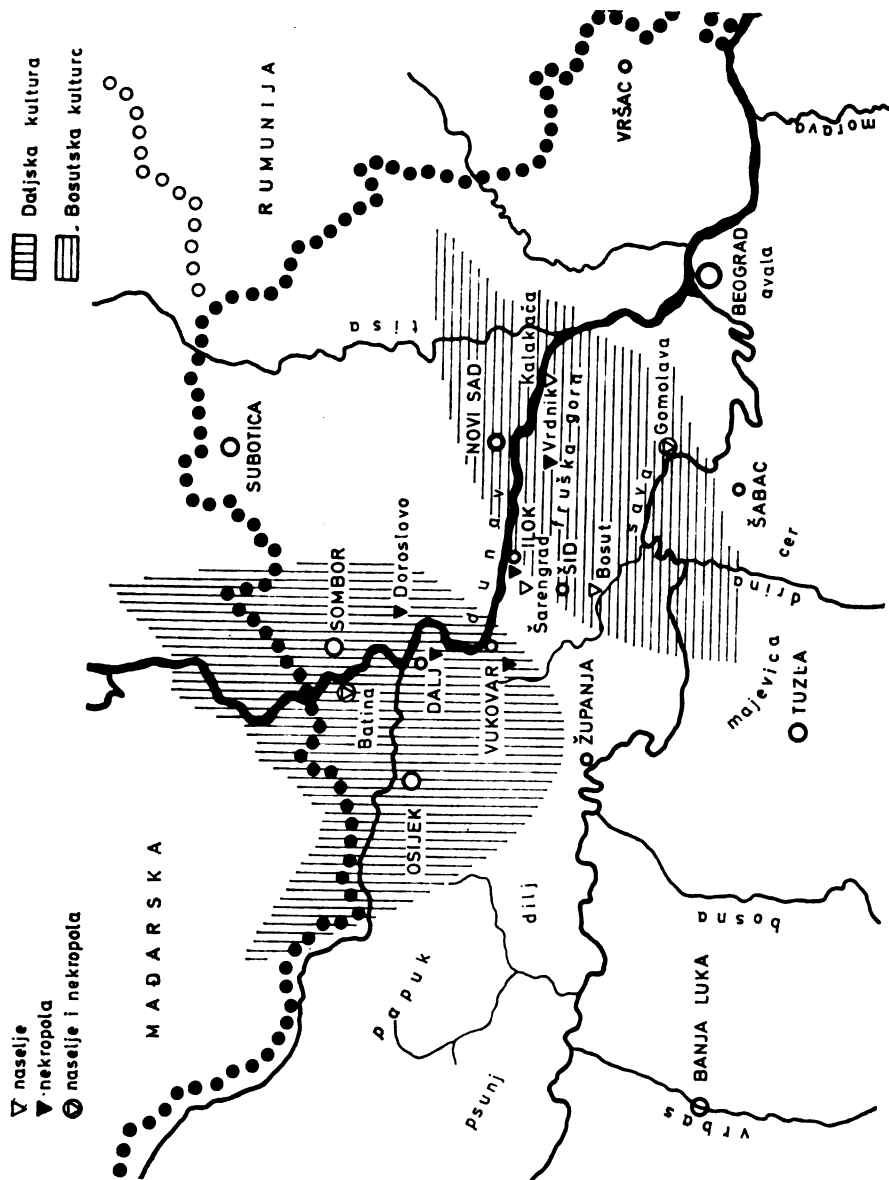 ▽ naselje
▼ nekropola
naselje i nekropola
Daljska kultura
Bosutska kulturc
MAĐARSKA
RUMUNIJA
SUBOTICA
SOMBOR
Batina
Doroslovo
tisa
OSIJEK
DALJ
VUKOVAR
dunav
NOVI SAD
ILOK
Šarengrad
Kalakača
Vrdnik
fruška gora
ŠID
Bosut
sava
Gomolava
VRŠAC
BEOGRAD
avala
morava
papuk
psunj
dilj
ŽUPANJA
majevica
TUZLA
drina
cer
ŠABAC
bosna
BANJA LUKA
vrbas